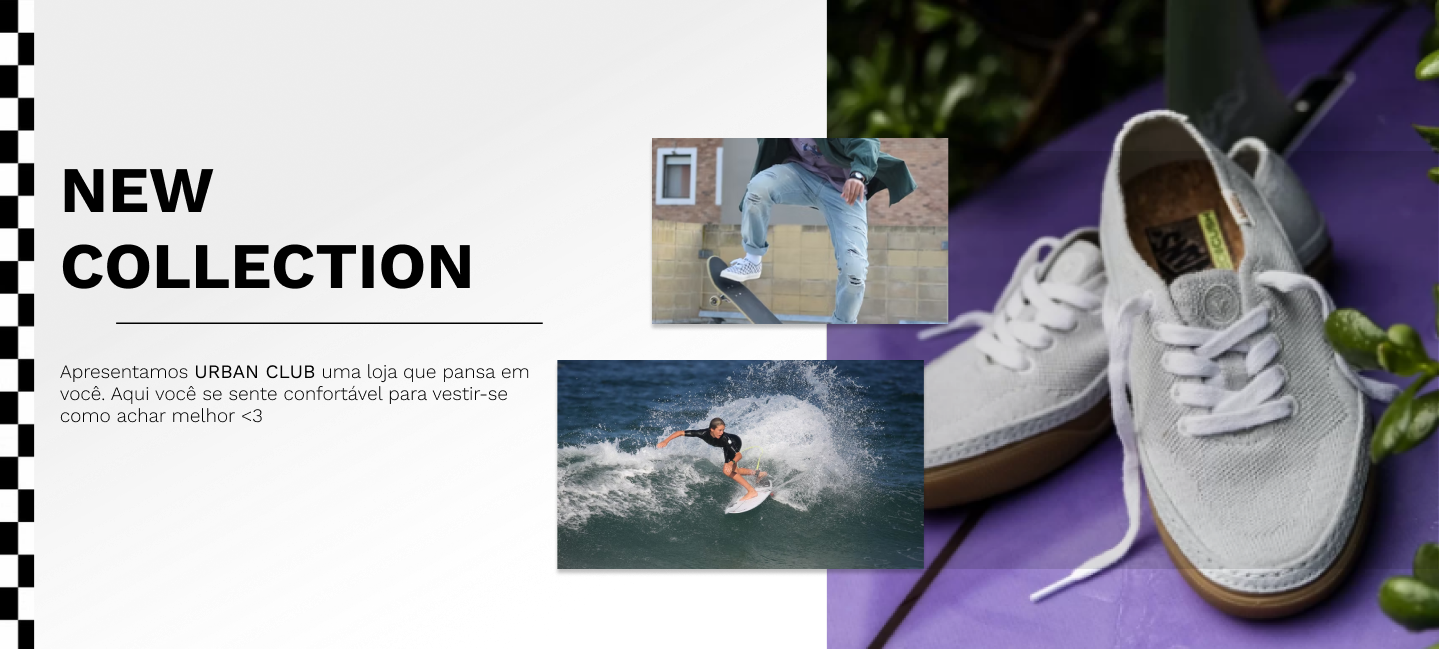 NEW
COLLECTION
Apresentamos URBAN CLUB uma loja que pansa em
você. Aqui você se sente confortável para vestir-se
como achar melhor <3